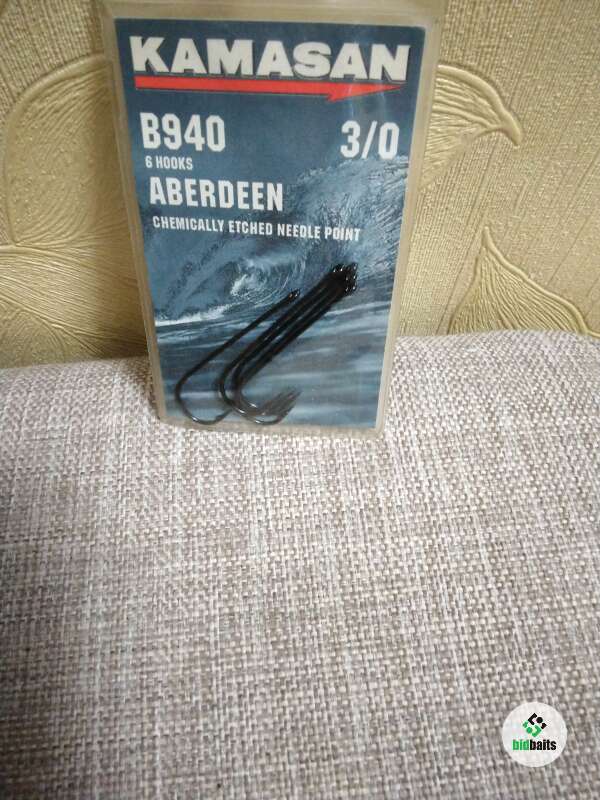 KAMASAN
B940 3/0
6 HOOKS
ABERDEEN
CHEMICALLY ETCHED NEEDLE POINT
bidbaits